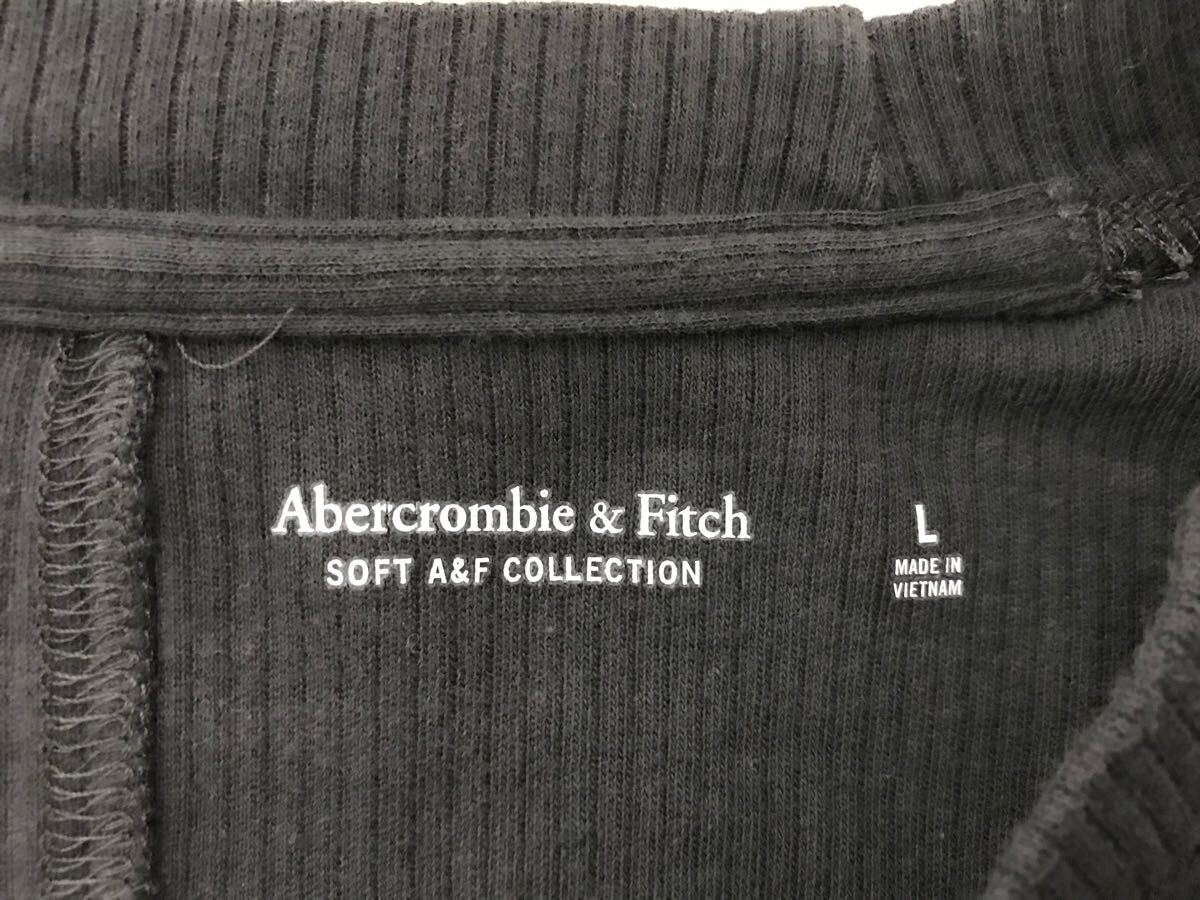 Abercrombie & Fitch
SOFT A&F COLLECTION
L
MADE IN
VIETNAM